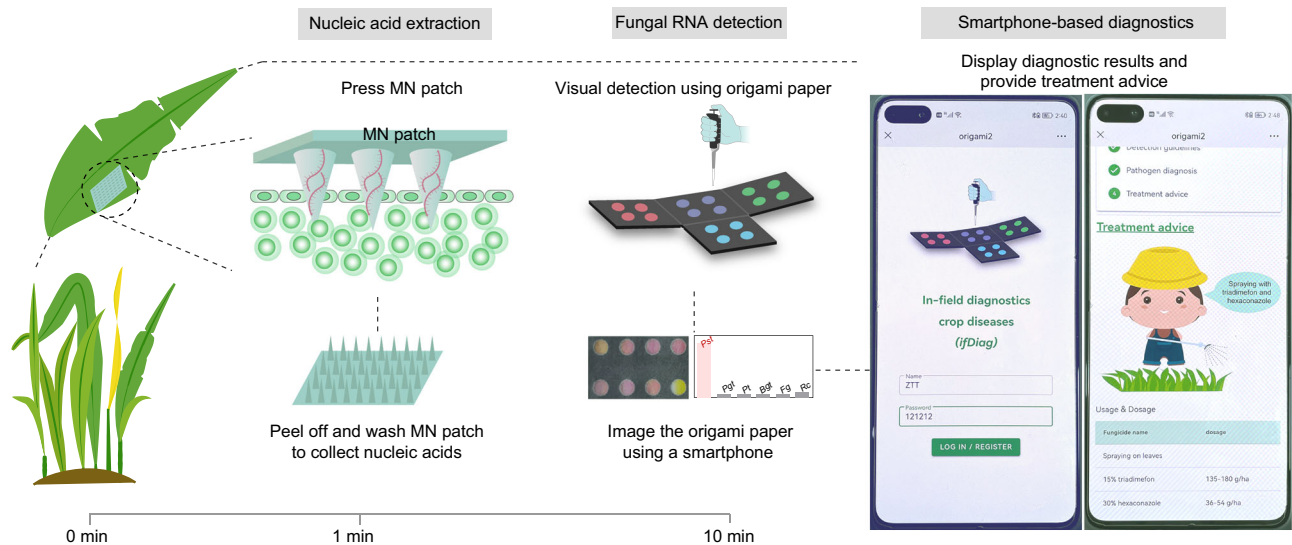 Nucleic acid extraction
Fungal RNA detection
Smartphone-based diagnostics
Press MN patch
MN patch
Peel off and wash MN patch
to collect nucleic acids
Visual detection using origami paper
Pst
Pgt
Pt
Bgt
Fg
Rc
Image the origami paper
using a smartphone
Display diagnostic results and
provide treatment advice
2:40
origami2
In-field diagnostics
crop diseases
(ifDiag)
Name
ZTT
Password
121212
LOG IN / REGISTER
2:48
origami2
Detection guidelines
Pathogen diagnosis
4
Treatment advice
Treatment advice
Spraying with
triadimefon and
hexaconazole
Usage & Dosage
Fungicide name dosage
Spraying on leaves
15% triadimefon 135-180 g/ha
30% hexaconazole 36-54 g/ha
0 min
1 min
10 min